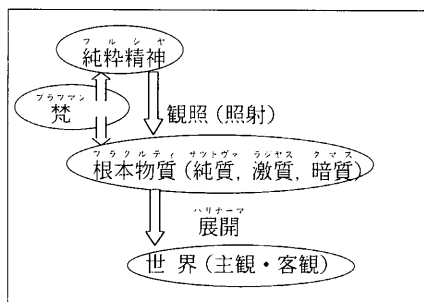 プルシャ
純粋精神
ブラフマン
梵
観照(照射)
プラクルティ サットヴァ ラジャス タマス
根本物質(純質,激質,暗質)
パリナーマ
展開
世界(主観・客観)